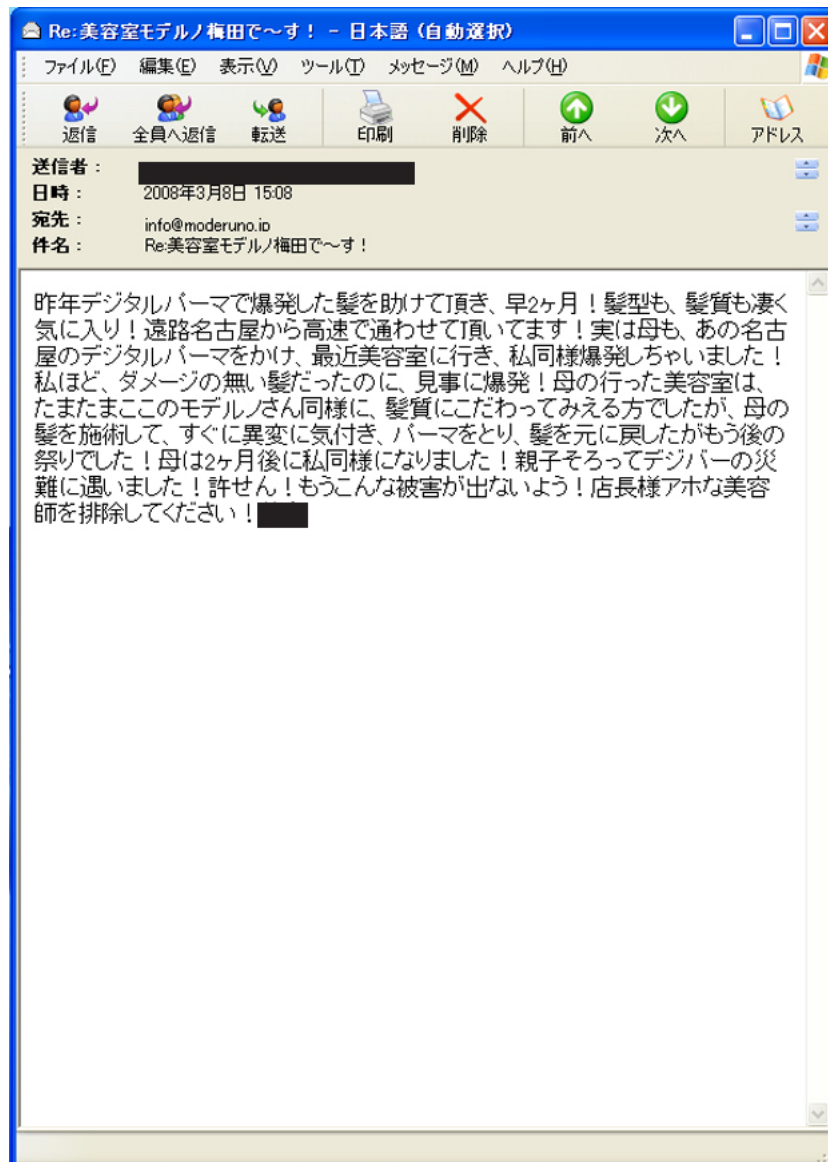 Re:美容室モデルノ梅田で～す！ - 日本語 (自動選択)
ファイル(F) 編集(E) 表示(V) ツール(T) メッセージ(M) ヘルプ(H)
返信 全員へ返信 転送 印刷 削除 前へ 次へ アドレス
送信者：
日時： 2008年3月8日 15:08
宛先： info@moderuno.jp
件名： Re:美容室モデルノ梅田で～す！
昨年デジタルパーマで爆発した髪を助けて頂き、早2ヶ月！髪型も、髪質も凄く
気に入り！遠路名古屋から高速で通わせて頂いてます！実は母も、あの名古
屋のデジタルパーマをかけ、最近美容室に行き、私同様爆発しちゃいました！
私ほど、ダメージの無い髪だったのに、見事に爆発！母の行った美容室は、
たまたまここのモデルノさん同様に、髪質にこだわってみえる方でしたが、母の
髪を施術して、すぐに異変に気付き、パーマをとり、髪を元に戻したがもう後の
祭りでした！母は2ヶ月後に私同様になりました！親子そろってデジパーの災
難に遇いました！許せん！もうこんな被害が出ないよう！店長様アホな美容
師を排除してください！